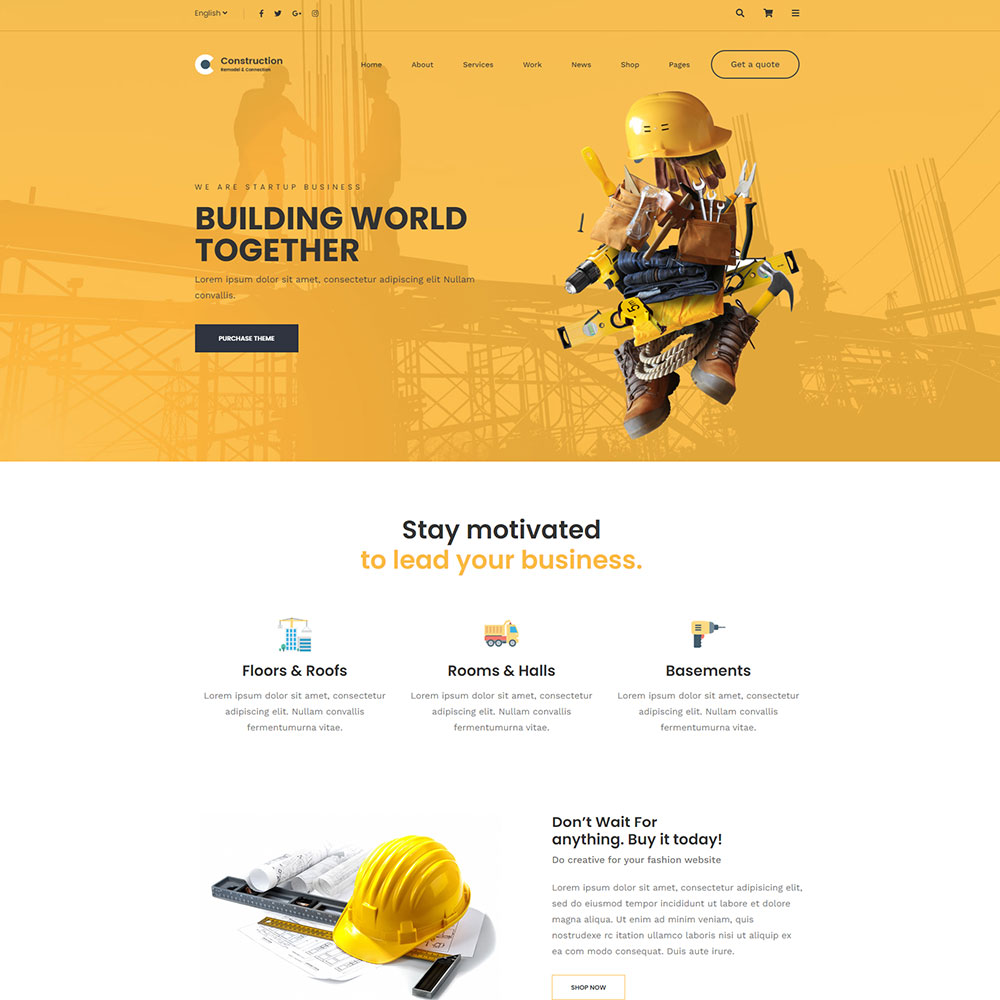 English
Construction
Remodel & Connection
Home About Services Work News Shop Pages Get a quote
WE ARE STARTUP BUSINESS
BUILDING WORLD
TOGETHER
Lorem ipsum dolor sit amet, consectetur adipiscing elit Nullam
convallis.
PURCHASE THEME
Stay motivated
to lead your business.
Floors & Roofs
Lorem ipsum dolor sit amet, consectetur
adipiscing elit. Nullam convallis
fermentumurna vitae.
Rooms & Halls
Lorem ipsum dolor sit amet, consectetur
adipiscing elit. Nullam convallis
fermentumurna vitae.
Basements
Lorem ipsum dolor sit amet, consectetur
adipiscing elit. Nullam convallis
fermentumurna vitae.
Don’t Wait For
anything. Buy it today!
Do creative for your fashion website
Lorem ipsum dolor sit amet, consectetur adipisicing elit,
sed do eiusmod tempor incididunt ut labore et dolore
magna aliqua. Ut enim ad minim veniam, quis
nostrudexe rc itation ullamco laboris nisi ut aliquip ex
ea com modo consequat. Duis aute irure.
SHOP NOW